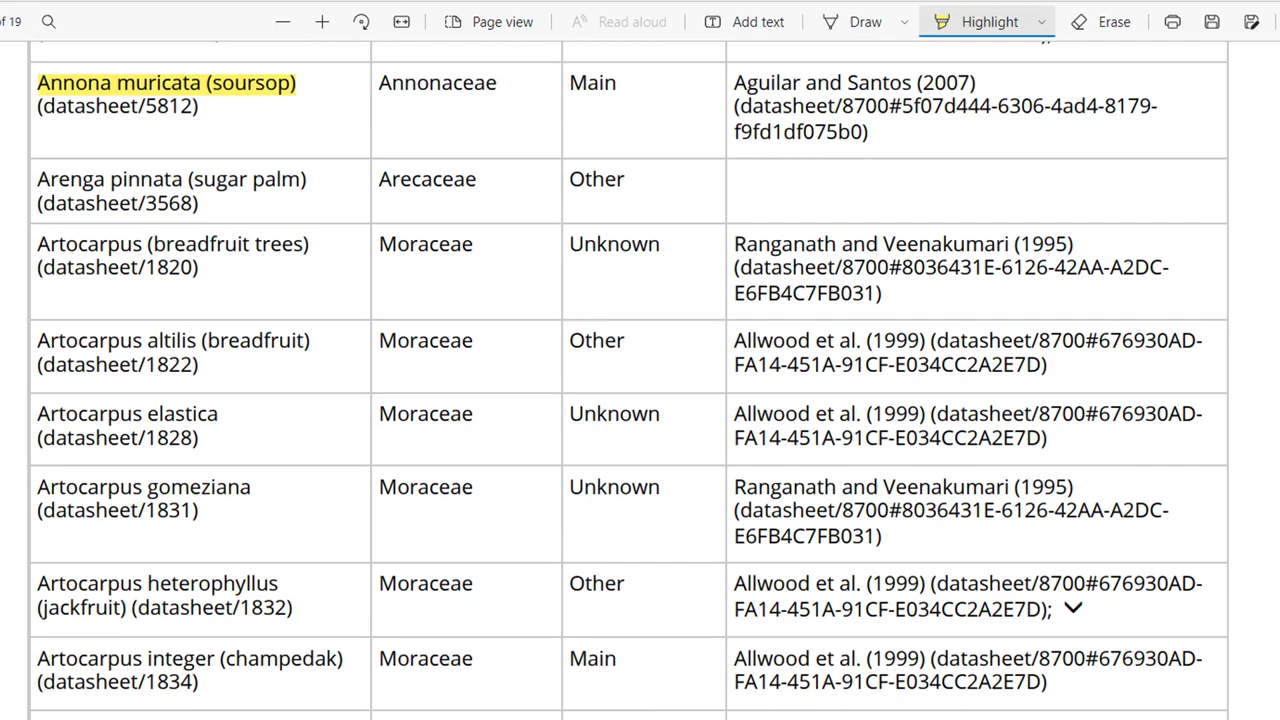 of 19
Page view
Read aloud
Add text
Draw
Highlight
Erase
Annona muricata (soursop)
(datasheet/5812)
Annonaceae
Main
Aguilar and Santos (2007)
(datasheet/8700#5f07d444-6306-4ad4-8179-
f9fd1df075b0)
Arenga pinnata (sugar palm)
(datasheet/3568)
Arecaceae
Other
Artocarpus (breadfruit trees)
(datasheet/1820)
Moraceae
Unknown
Ranganath and Veenakumari (1995)
(datasheet/8700#8036431E-6126-42AA-A2DC-
E6FB4C7FB031)
Artocarpus altilis (breadfruit)
(datasheet/1822)
Moraceae
Other
Allwood et al. (1999) (datasheet/8700#676930AD-
FA14-451A-91CF-E034CC2A2E7D)
Artocarpus elastica
(datasheet/1828)
Moraceae
Unknown
Allwood et al. (1999) (datasheet/8700#676930AD-
FA14-451A-91CF-E034CC2A2E7D)
Artocarpus gomeziana
(datasheet/1831)
Moraceae
Unknown
Ranganath and Veenakumari (1995)
(datasheet/8700#8036431E-6126-42AA-A2DC-
E6FB4C7FB031)
Artocarpus heterophyllus
(jackfruit) (datasheet/1832)
Moraceae
Other
Allwood et al. (1999) (datasheet/8700#676930AD-
FA14-451A-91CF-E034CC2A2E7D);
Artocarpus integer (champedak)
(datasheet/1834)
Moraceae
Main
Allwood et al. (1999) (datasheet/8700#676930AD-
FA14-451A-91CF-E034CC2A2E7D)